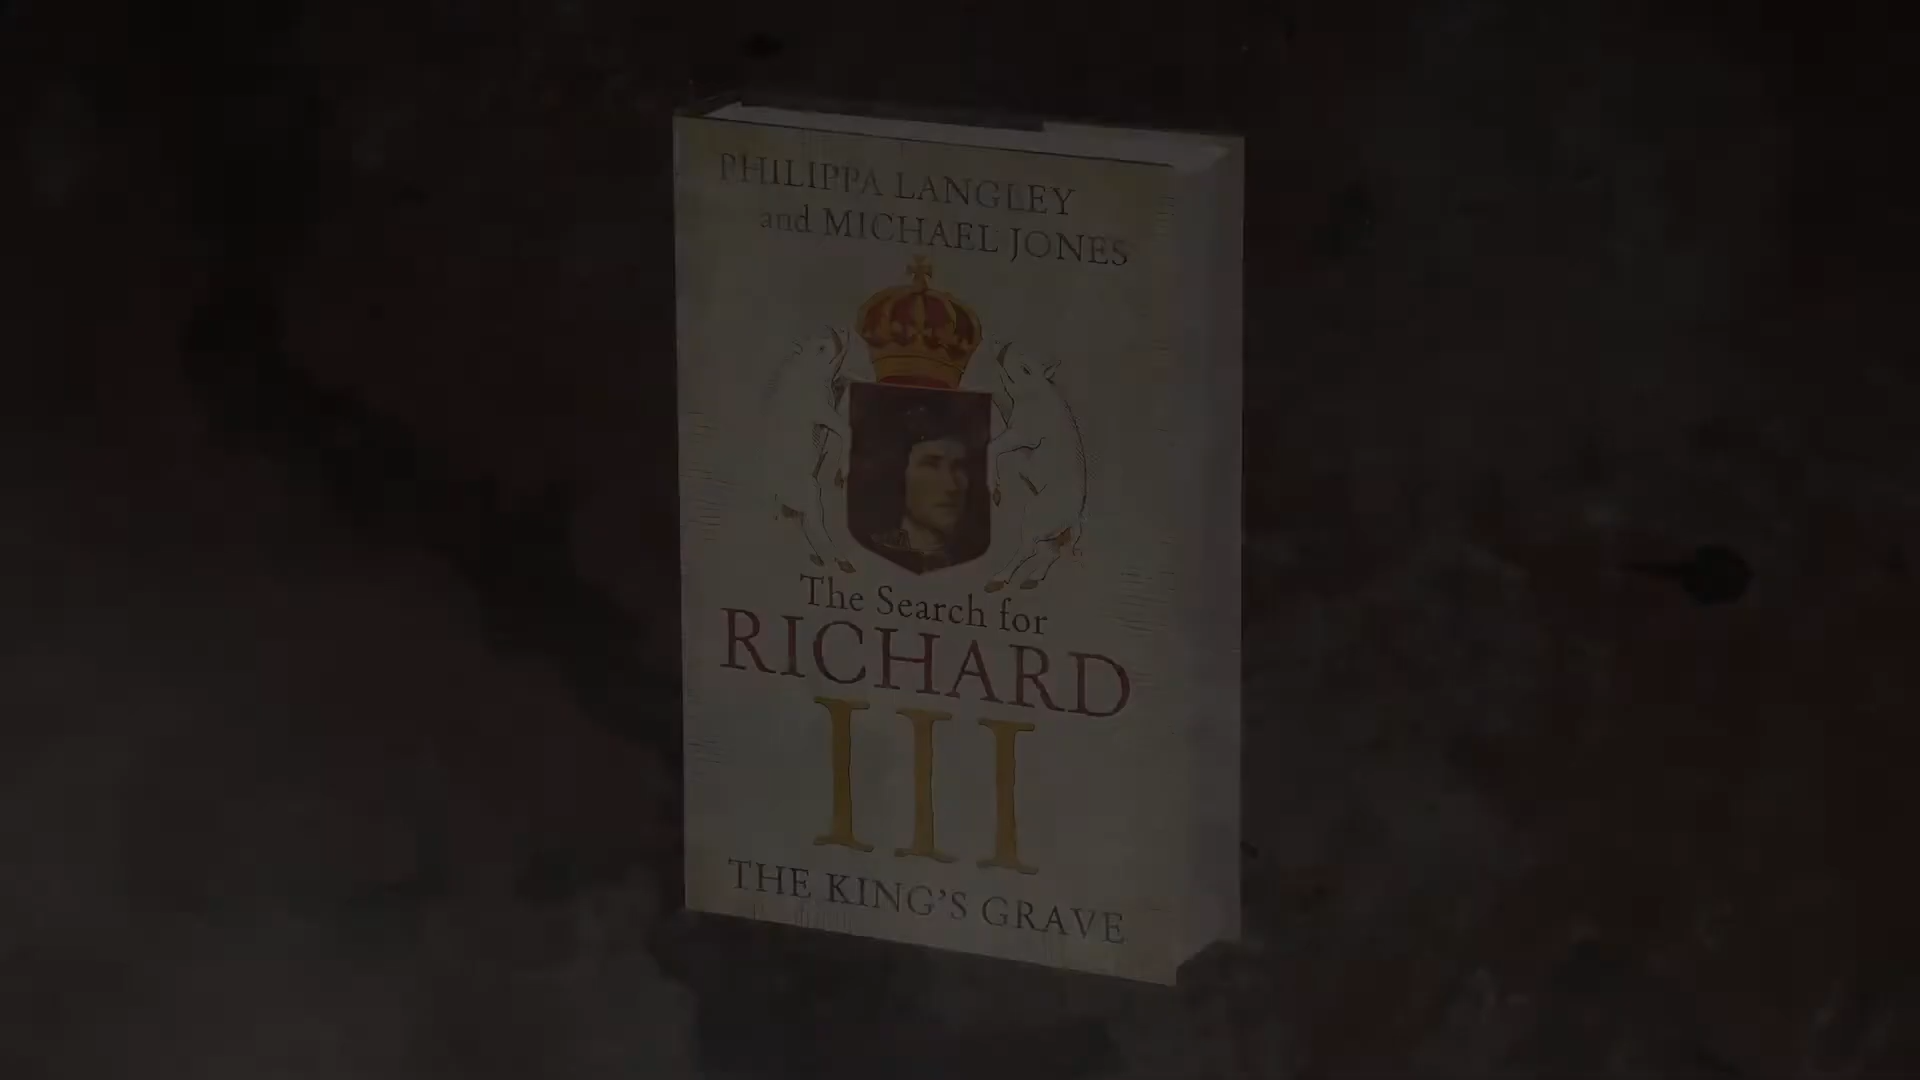 PHILIPPA LANGLEY
and MICHAEL JONES
The Search for
RICHARD
III
THE KING'S GRAVE